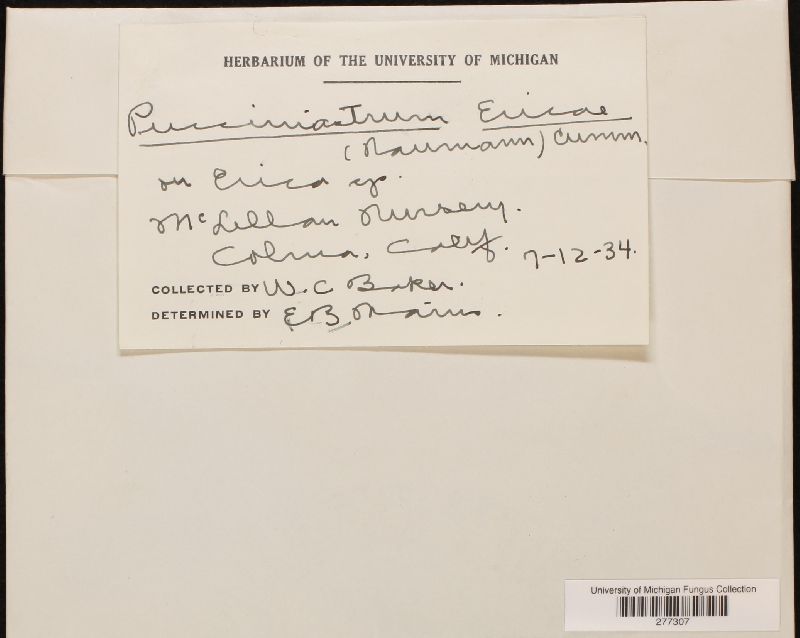 HERBARIUM OF THE UNIVERSITY OF MICHIGAN
Pucciniastrum Ericae
(Naumann) Cumm.
on Erica sp.
McLellan Nursery.
Colma, Calif. 7-12-34.
COLLECTED BY W. C. Baker.
DETERMINED BY E B Mains.
University of Michigan Fungus Collection
277307